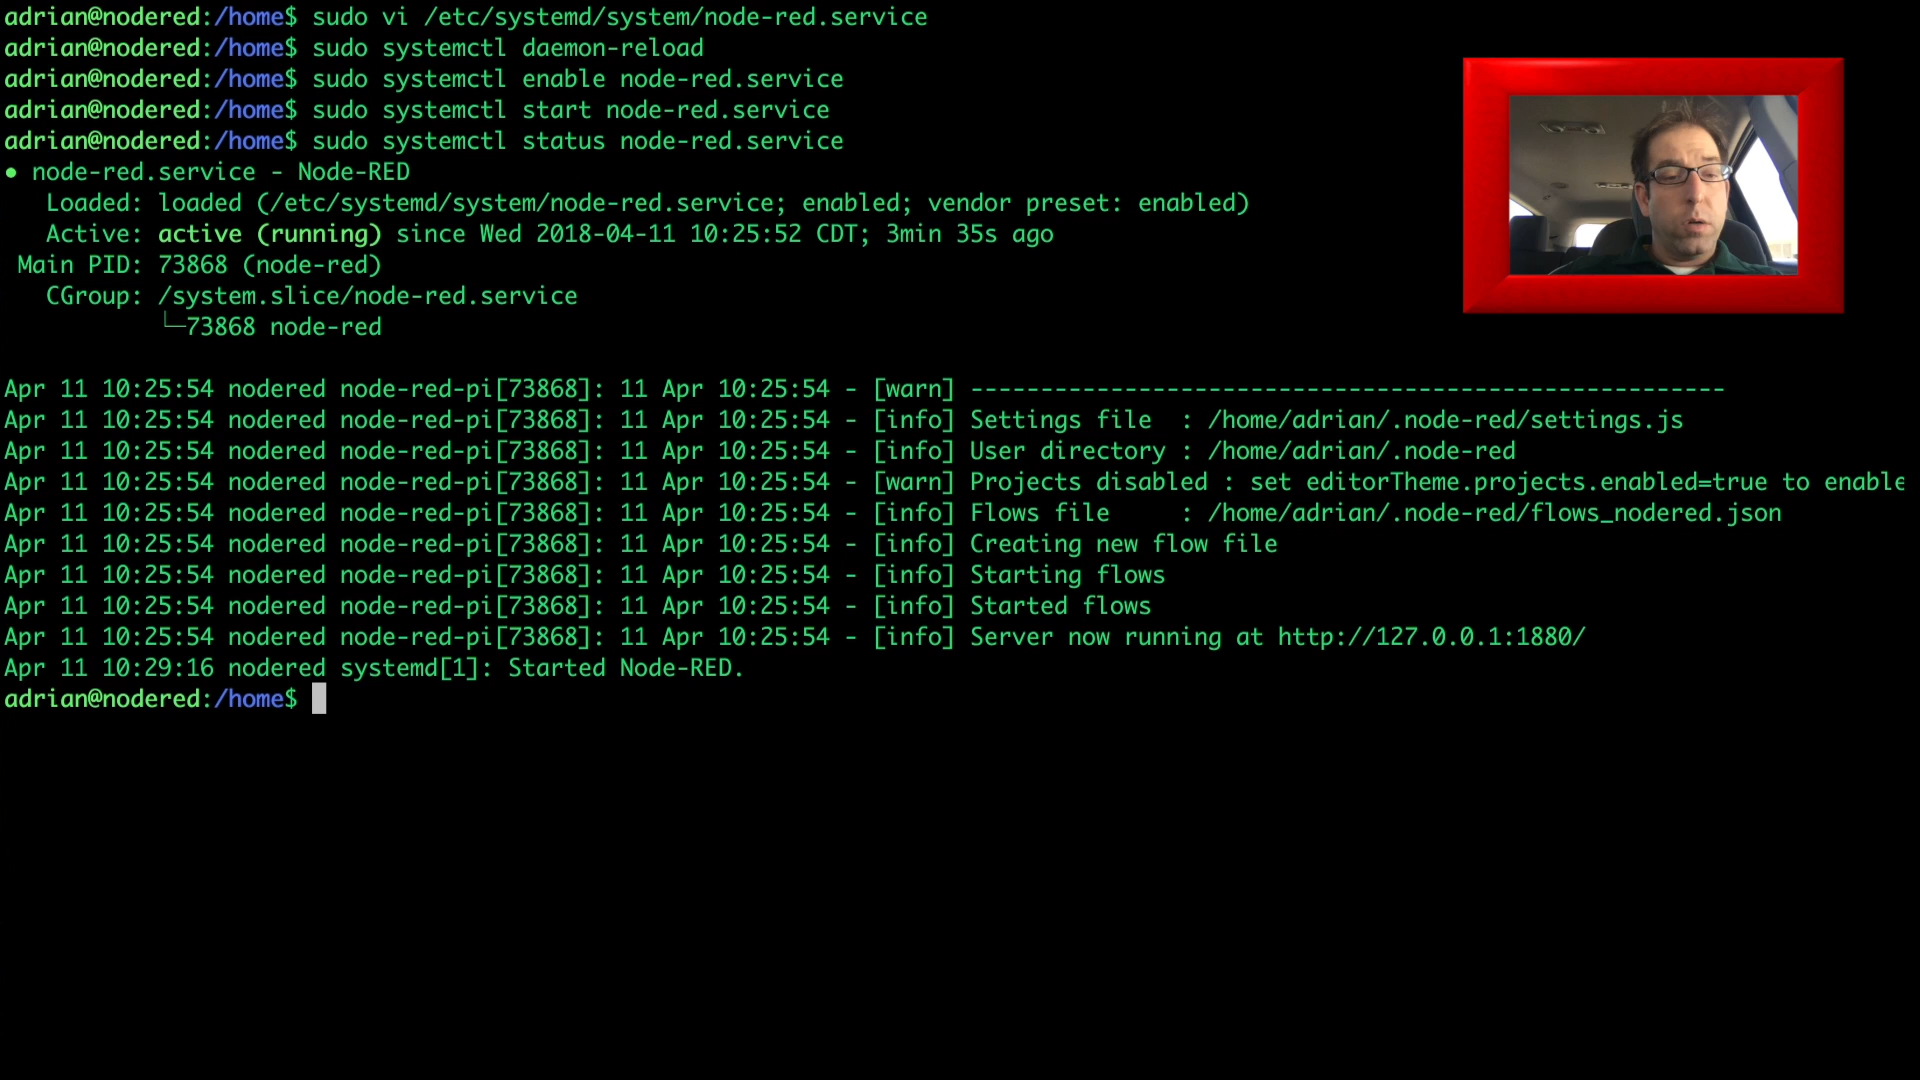 adrian@nodered:/home$ sudo vi /etc/systemd/system/node-red.service
adrian@nodered:/home$ sudo systemctl daemon-reload
adrian@nodered:/home$ sudo systemctl enable node-red.service
adrian@nodered:/home$ sudo systemctl start node-red.service
adrian@nodered:/home$ sudo systemctl status node-red.service
● node-red.service - Node-RED
   Loaded: loaded (/etc/systemd/system/node-red.service; enabled; vendor preset: enabled)
   Active: active (running) since Wed 2018-04-11 10:25:52 CDT; 3min 35s ago
 Main PID: 73868 (node-red)
   CGroup: /system.slice/node-red.service
           └─73868 node-red

Apr 11 10:25:54 nodered node-red-pi[73868]: 11 Apr 10:25:54 - [warn] ------------------------------------------------------
Apr 11 10:25:54 nodered node-red-pi[73868]: 11 Apr 10:25:54 - [info] Settings file  : /home/adrian/.node-red/settings.js
Apr 11 10:25:54 nodered node-red-pi[73868]: 11 Apr 10:25:54 - [info] User directory : /home/adrian/.node-red
Apr 11 10:25:54 nodered node-red-pi[73868]: 11 Apr 10:25:54 - [warn] Projects disabled : set editorTheme.projects.enabled=true to enable
Apr 11 10:25:54 nodered node-red-pi[73868]: 11 Apr 10:25:54 - [info] Flows file     : /home/adrian/.node-red/flows_nodered.json
Apr 11 10:25:54 nodered node-red-pi[73868]: 11 Apr 10:25:54 - [info] Creating new flow file
Apr 11 10:25:54 nodered node-red-pi[73868]: 11 Apr 10:25:54 - [info] Starting flows
Apr 11 10:25:54 nodered node-red-pi[73868]: 11 Apr 10:25:54 - [info] Started flows
Apr 11 10:25:54 nodered node-red-pi[73868]: 11 Apr 10:25:54 - [info] Server now running at http://127.0.0.1:1880/
Apr 11 10:29:16 nodered systemd[1]: Started Node-RED.
adrian@nodered:/home$